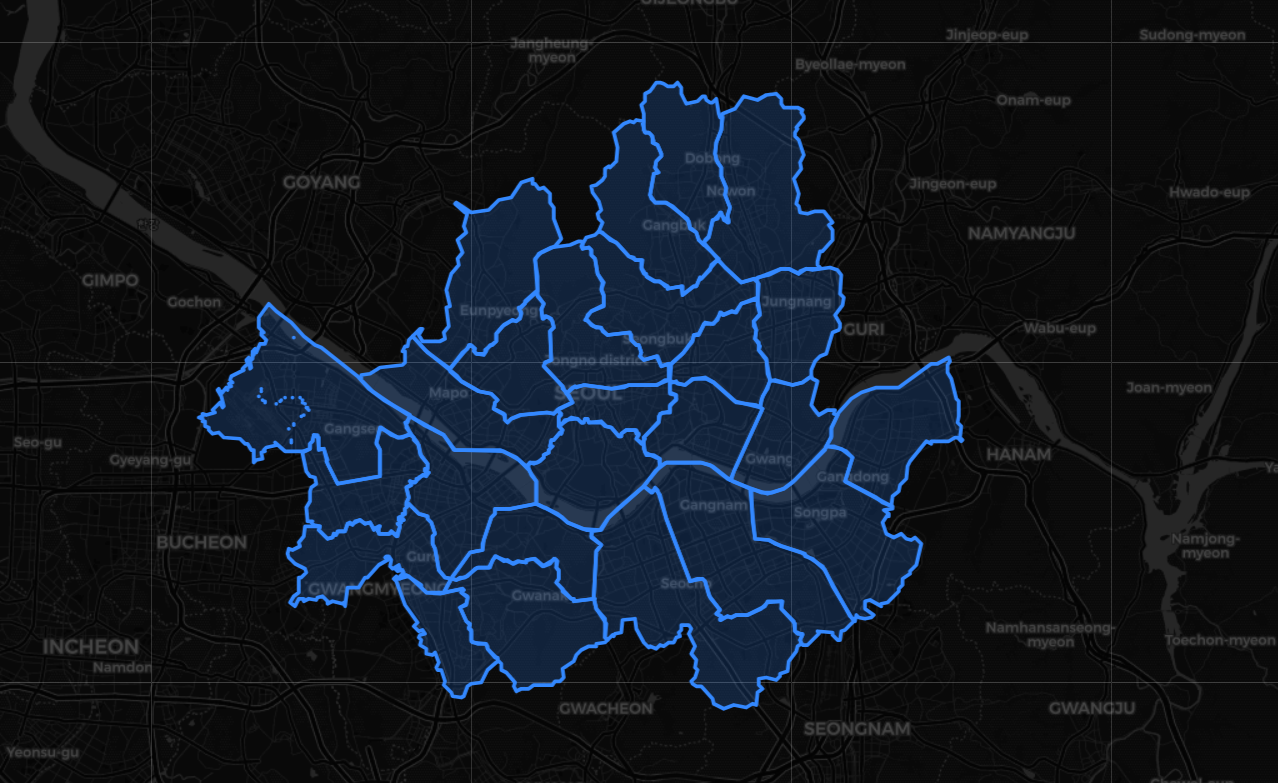 Jangheung-
myeon
Jinjeop-eup
Sudong-myeon
Byeollae-myeon
Onam-eup
Dobong
GOYANG
Nowon
Jingeon-eup
Hwado-eup
Gangbuk
NAMYANGJU
GIMPO
Gochon
Eunpyeong
Jungnang
GURI
Wabu-eup
Seongbuk
Jongno district
Mapo
SEOUL
Joan-myeon
Gangseo
Seo-gu
Gyeyang-gu
Gwang
HANAM
Gangdong
Gangnam
Songpa
BUCHEON
Guro
Namjong-
myeon
GWANGMYEONG
Gwanak
Seocho
INCHEON
Namdon
Namhansanseong-
myeon
Toechon-myeon
GWACHEON
GWANGJU
SEONGNAM
Yeonsu-gu